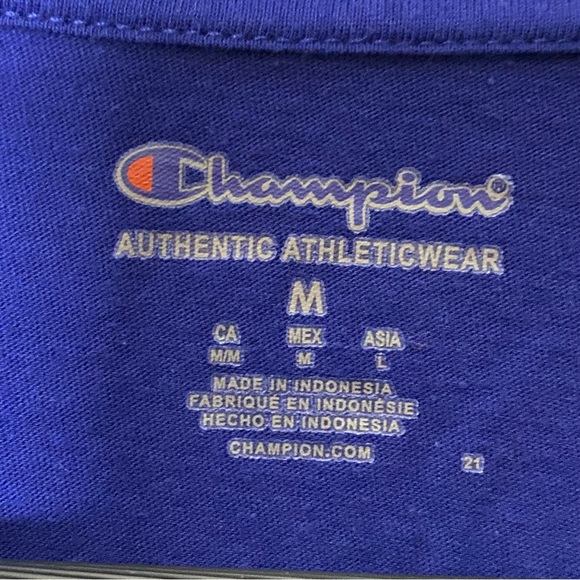 Champion®
AUTHENTIC ATHLETICWEAR
M
CA MEX ASIA
M/M M L
MADE IN INDONESIA
FABRIQUÉ EN INDONÉSIE
HECHO EN INDONESIA
CHAMPION.COM
21